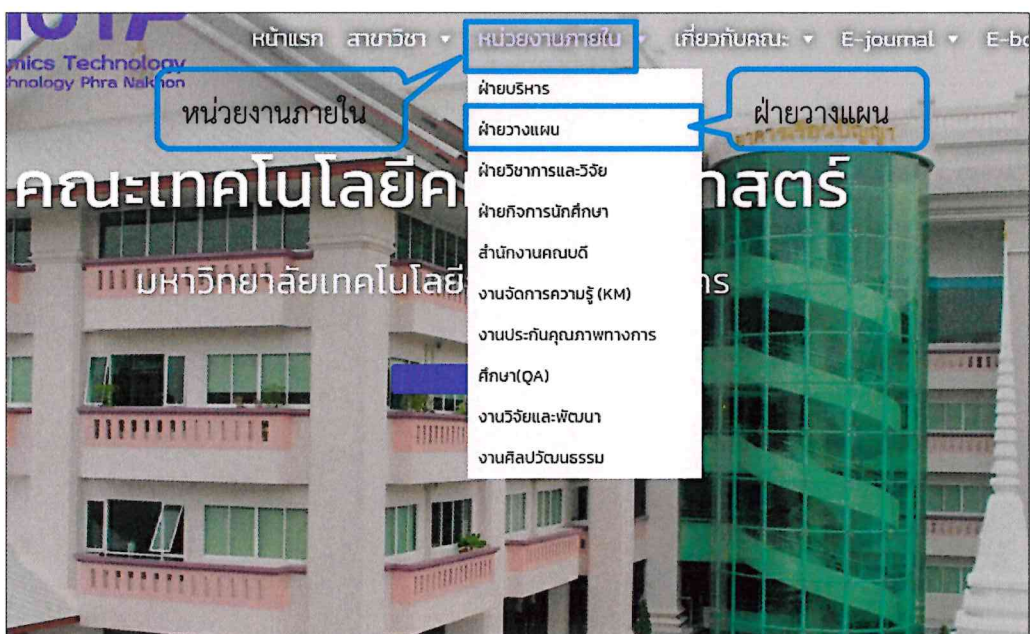 mics Technology
hnology Phra Nakhon
หน้าแรก สาขาวิชา หน่วยงานภายใน เกี่ยวกับคณะ E-journal
หน่วยงานภายใน
ฝ่ายบริหาร
ฝ่ายวางแผน
ฝ่ายวางแผน
ฝ่ายวิชาการและวิจัย
ฝ่ายกิจการนักศึกษา
สำนักงานคณบดี
งานจัดการความรู้ (KM)
งานประกันคุณภาพทางการ
ศึกษา(QA)
งานวิจัยและพัฒนา
งานศิลปวัฒนธรรม
คณะเทคโนโลยีค าสตร์
มหาวิทยาลัยเทคโนโลยี